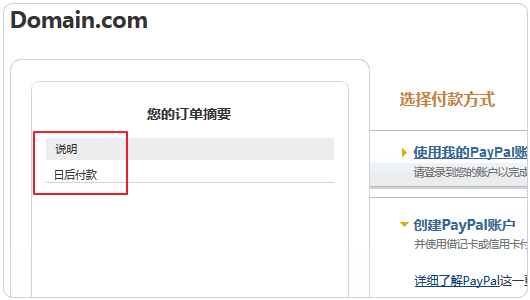 Domain.com
您的订单摘要
说明
日后付款
选择付款方式
使用我的PayPal账
请登录到您的账户以完成
创建PayPal账户
并使用借记卡或信用卡付
详细了解PayPal这一